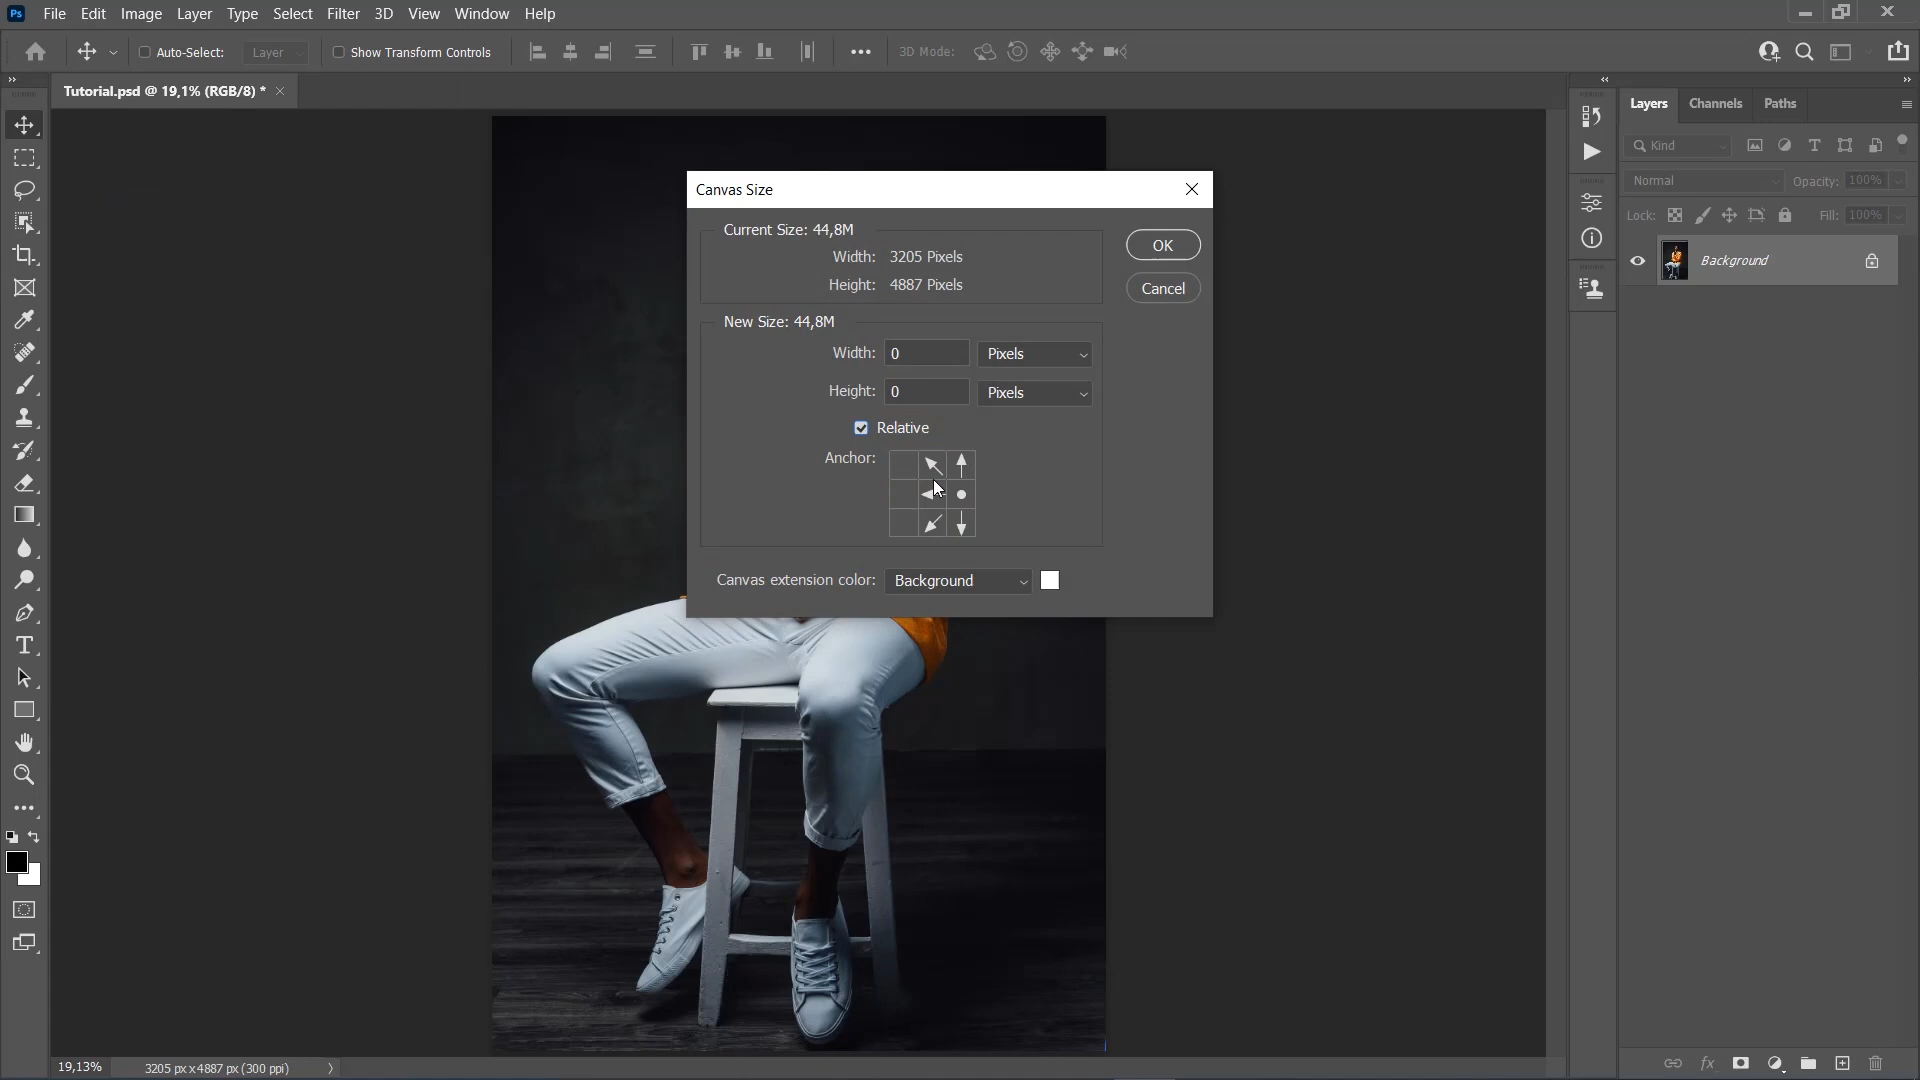 Ps File Edit Image Layer Type Select Filter 3D View Window Help
Auto-Select: Layer Show Transform Controls 3D Mode:
Tutorial.psd @ 19,1% (RGB/8) *
Layers Channels Paths
Kind
Normal Opacity: 100%
Lock: Fill: 100%
Background
Canvas Size
Current Size: 44,8M
Width: 3205 Pixels
Height: 4887 Pixels
OK
Cancel
New Size: 44,8M
Width: 0 Pixels
Height: 0 Pixels
Relative
Anchor:
Canvas extension color: Background
19,13% 3205 px x 4887 px (300 ppi)